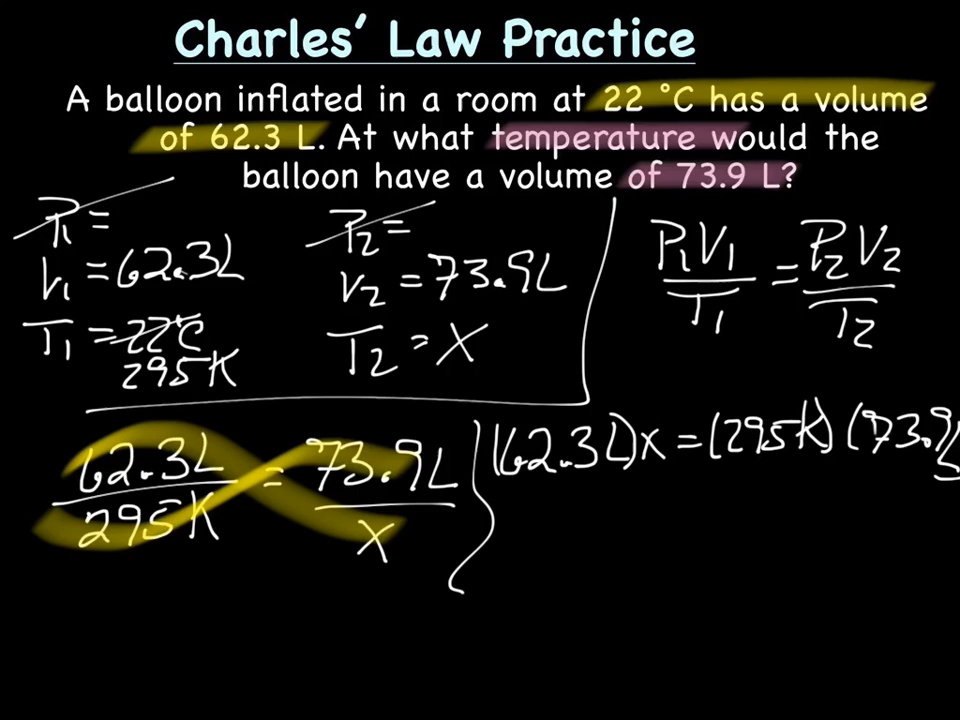 Charles' Law Practice
A balloon inflated in a room at 22 °C has a volume
of 62.3 L. At what temperature would the
balloon have a volume of 73.9 L?
P₁ =
V₁ = 62.3L
T₁ = 22°C
295K
P₂ =
V₂ = 73.9L
T₂ = X
P₁V₁ / T₁ = P₂V₂ / T₂
62.3L / 295K = 73.9L / X
(62.3L)X = (295K)(73.9L